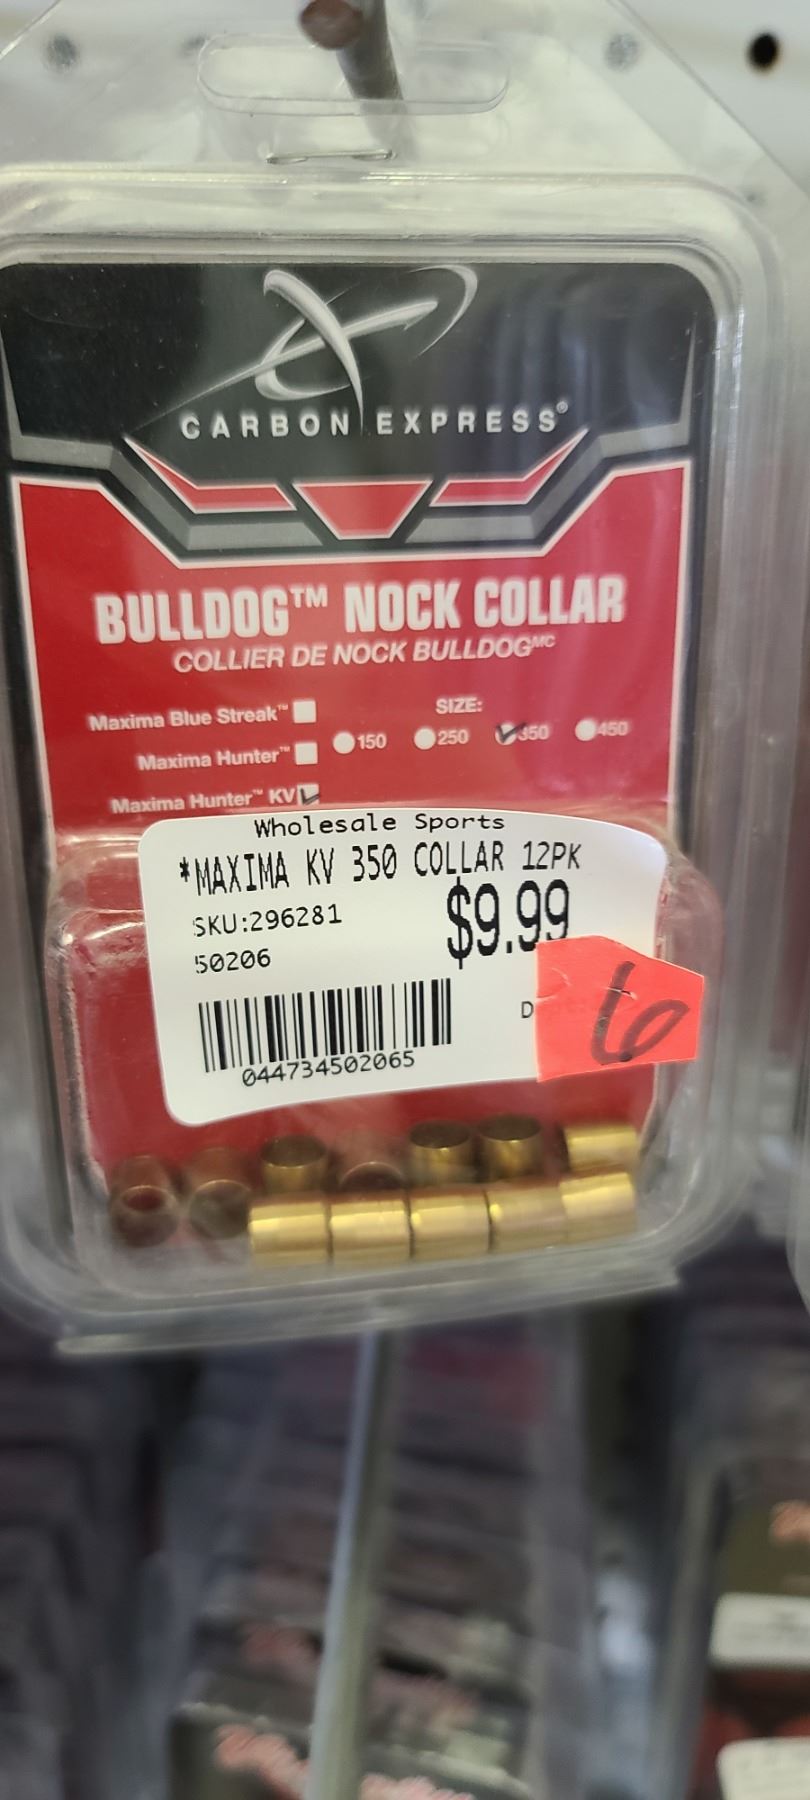 CARBON EXPRESS®
BULLDOG™ NOCK COLLAR
COLLIER DE NOCK BULLDOGMC
Maxima Blue Streak™
Maxima Hunter™
Maxima Hunter™ KV
SIZE:
150 250 350 450
Wholesale Sports
*MAXIMA KV 350 COLLAR 12PK
SKU:296281
$9.99
50206
044734502065
6